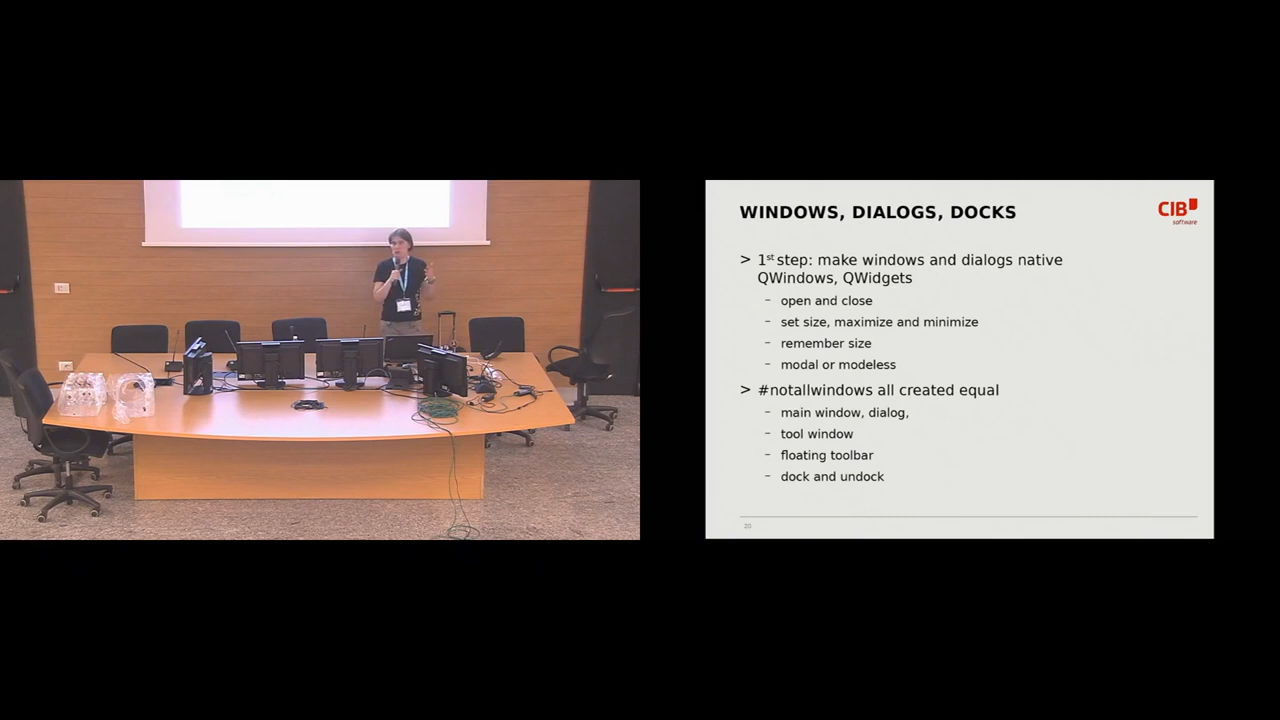 WINDOWS, DIALOGS, DOCKS
CIB
software
> 1st step: make windows and dialogs native
QWindows, QWidgets
– open and close
– set size, maximize and minimize
– remember size
– modal or modeless
> #notallwindows all created equal
– main window, dialog,
– tool window
– floating toolbar
– dock and undock
20